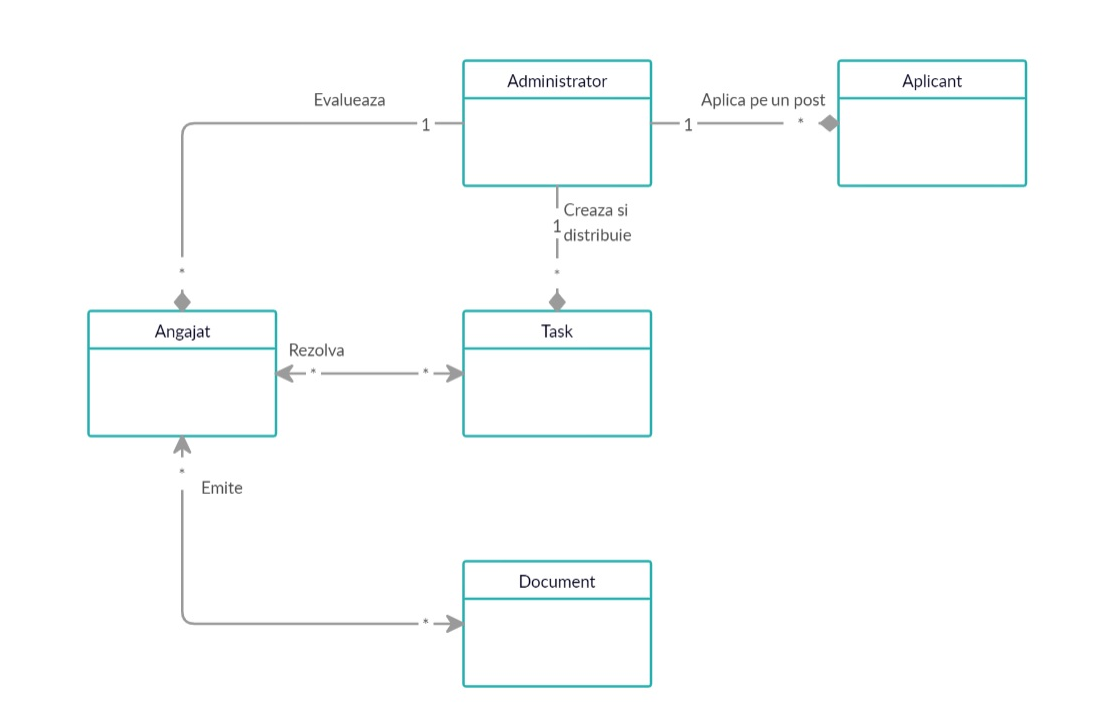 Administrator
Aplicant
Evalueaza
1
1
Aplica pe un post
*
Creaza si
1
distribuie
*
*
Angajat
Task
Rezolva
*
*
*
Emite
Document
*